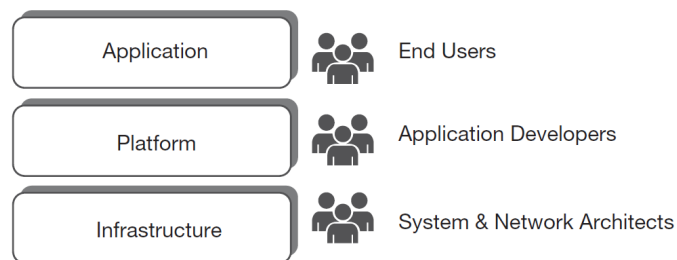 Application
End Users
Platform
Application Developers
Infrastructure
System & Network Architects